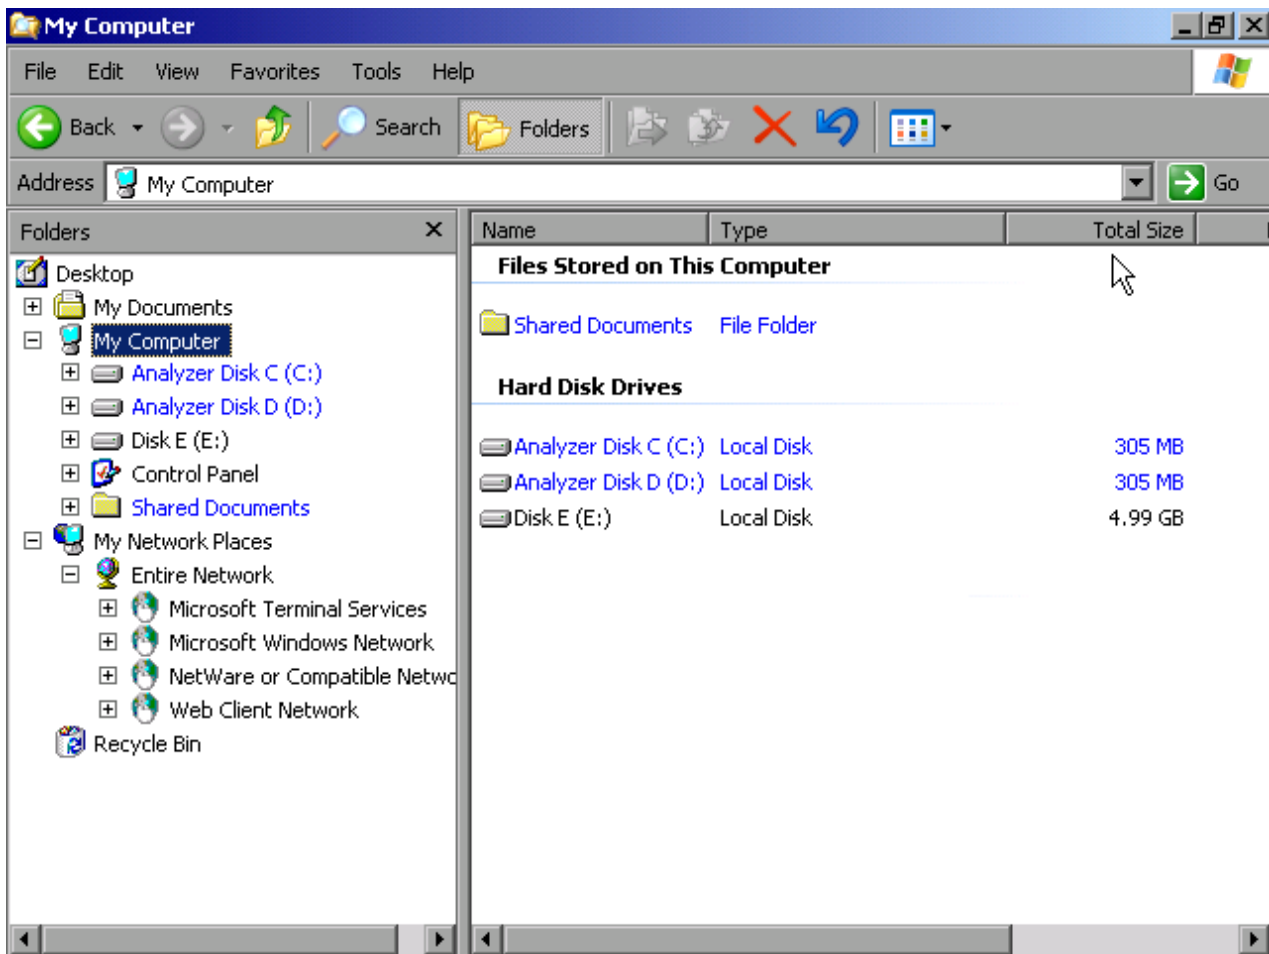 My Computer
File Edit View Favorites Tools Help
Back Search Folders
Address My Computer Go
Folders
Desktop
My Documents
My Computer
Analyzer Disk C (C:)
Analyzer Disk D (D:)
Disk E (E:)
Control Panel
Shared Documents
My Network Places
Entire Network
Microsoft Terminal Services
Microsoft Windows Network
NetWare or Compatible Netwo
Web Client Network
Recycle Bin
Name Type Total Size
Files Stored on This Computer
Shared Documents File Folder
Hard Disk Drives
Analyzer Disk C (C:) Local Disk 305 MB
Analyzer Disk D (D:) Local Disk 305 MB
Disk E (E:) Local Disk 4.99 GB